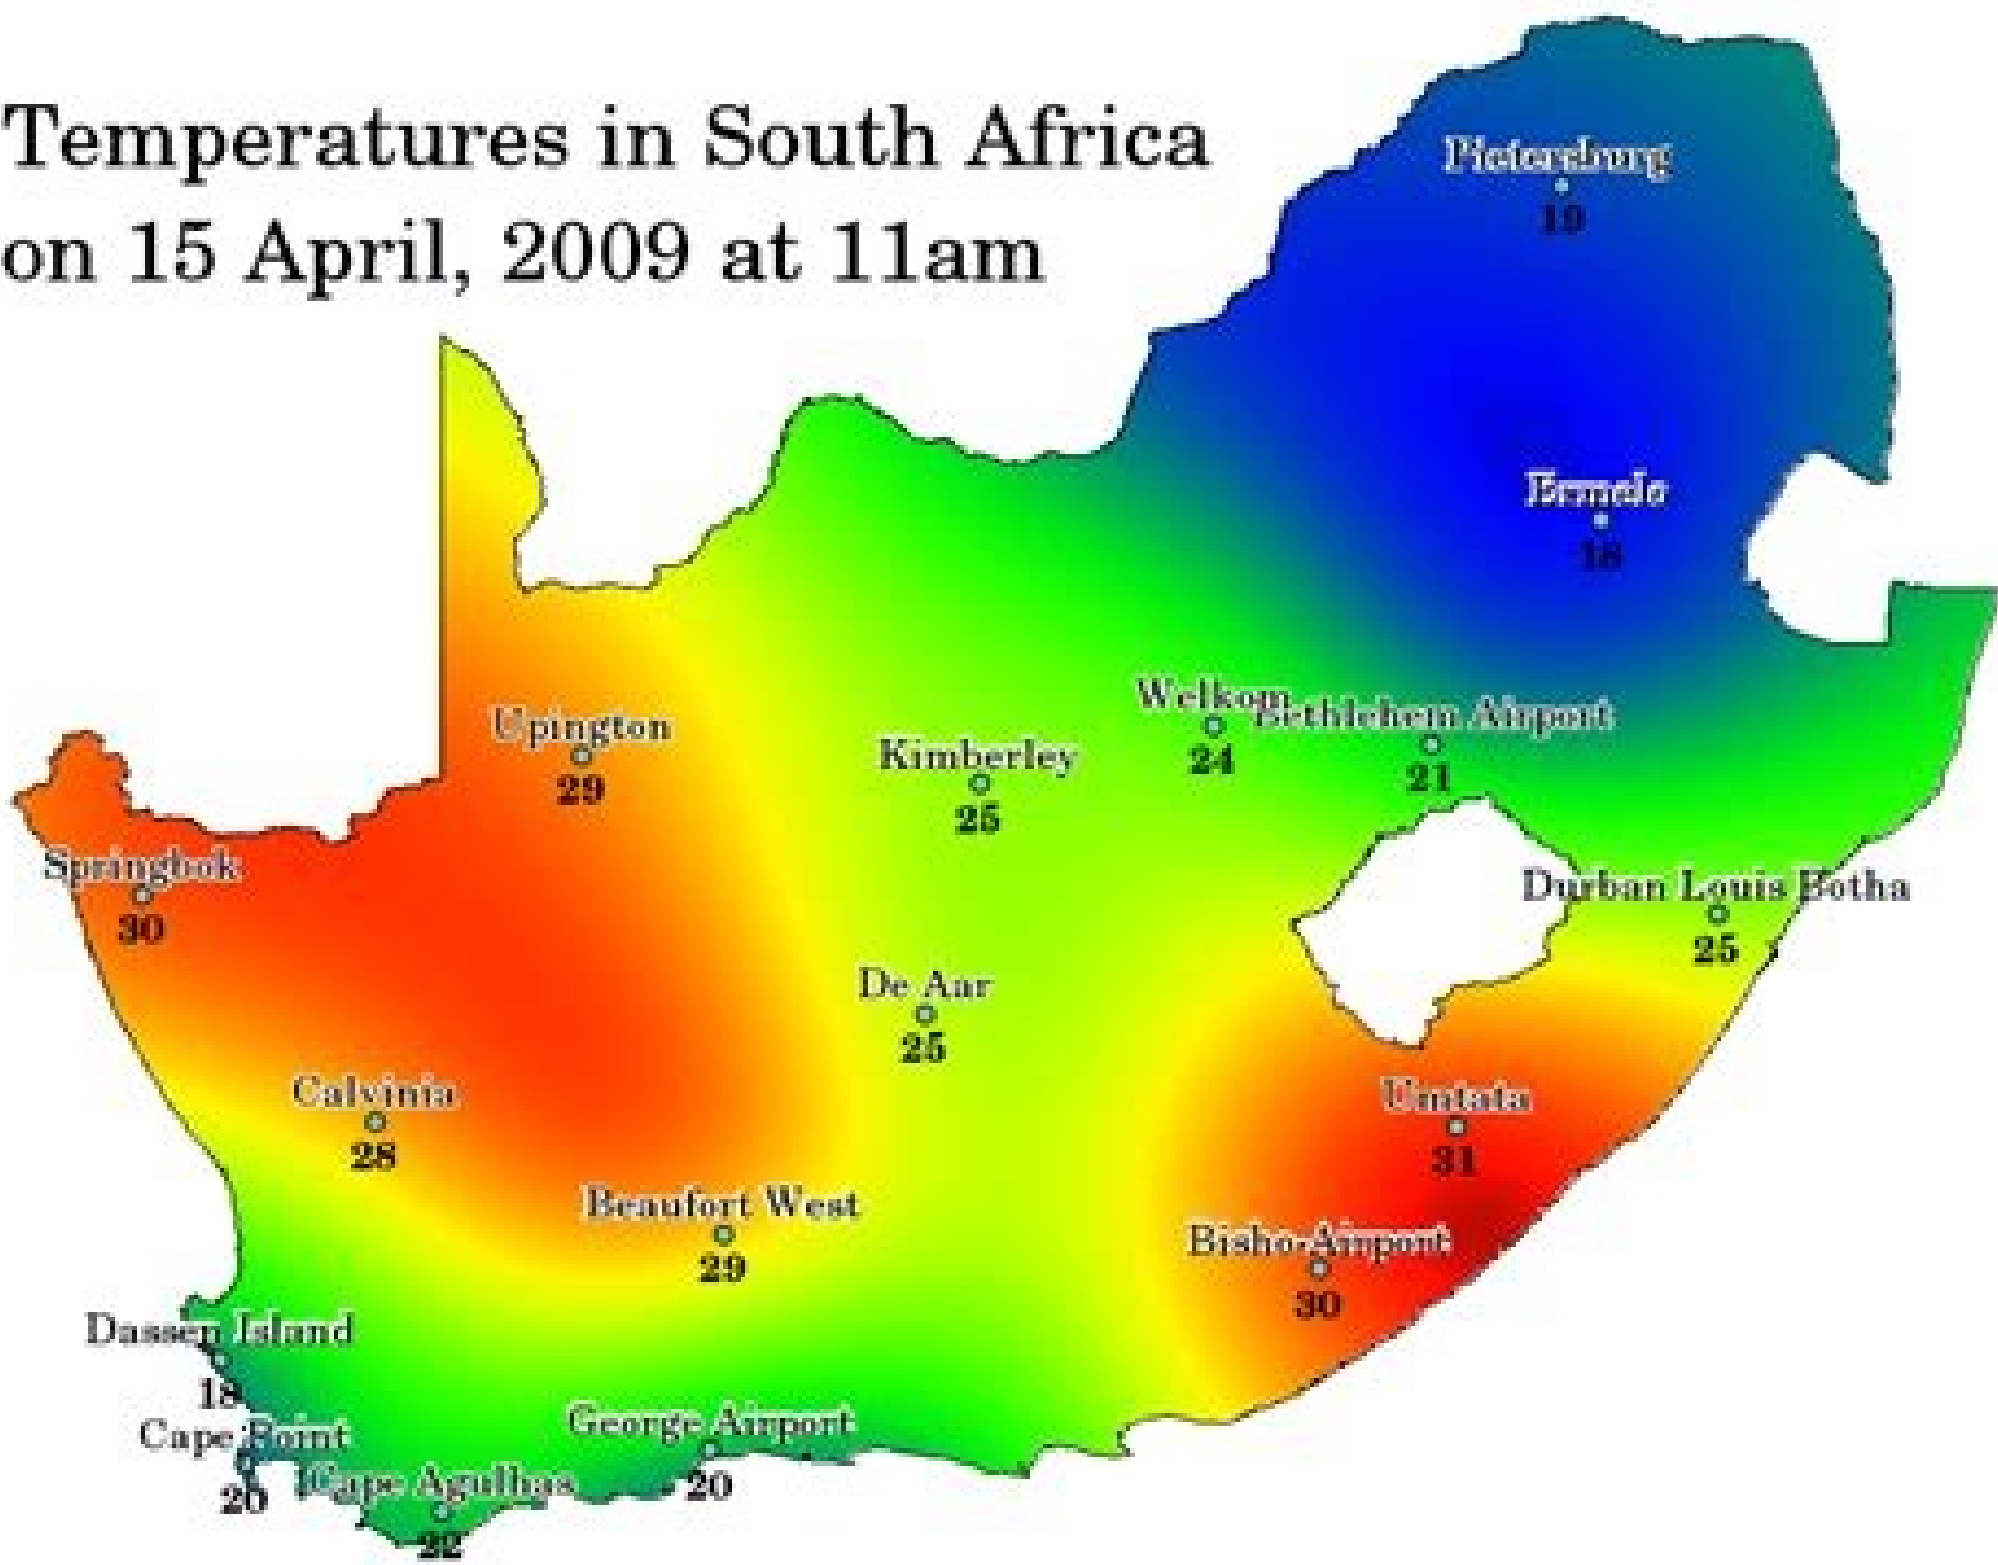 Temperatures in South Africa
on 15 April, 2009 at 11am
Pietersburg
19
Ermelo
18
Welkom
24
Bethlehem Airport
21
Upington
29
Kimberley
25
Springbok
30
Durban Louis Botha
25
De Aar
25
Calvinia
28
Umtata
31
Beaufort West
29
Bisho-Airport
30
Dassen Island
18
Cape Point
20
George Airport
20
Cape Agulhas
22